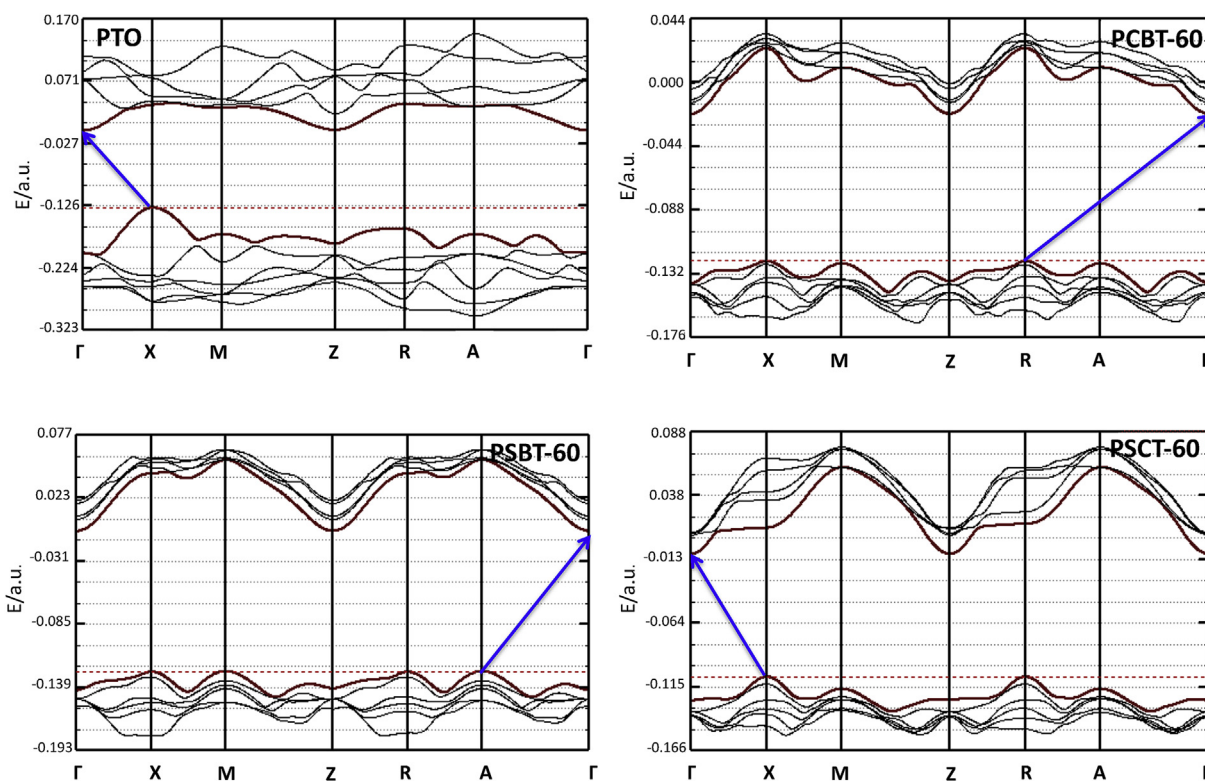 PTO
E/a.u.
0.170
0.071
-0.027
-0.126
-0.224
-0.323
Γ X M Z R A Γ
PCBT-60
E/a.u.
0.044
0.000
-0.044
-0.088
-0.132
-0.176
Γ X M Z R A Γ
PSBT-60
E/a.u.
0.077
0.023
-0.031
-0.085
-0.139
-0.193
Γ X M Z R A Γ
PSCT-60
E/a.u.
0.088
0.038
-0.013
-0.064
-0.115
-0.166
Γ X M Z R A Γ